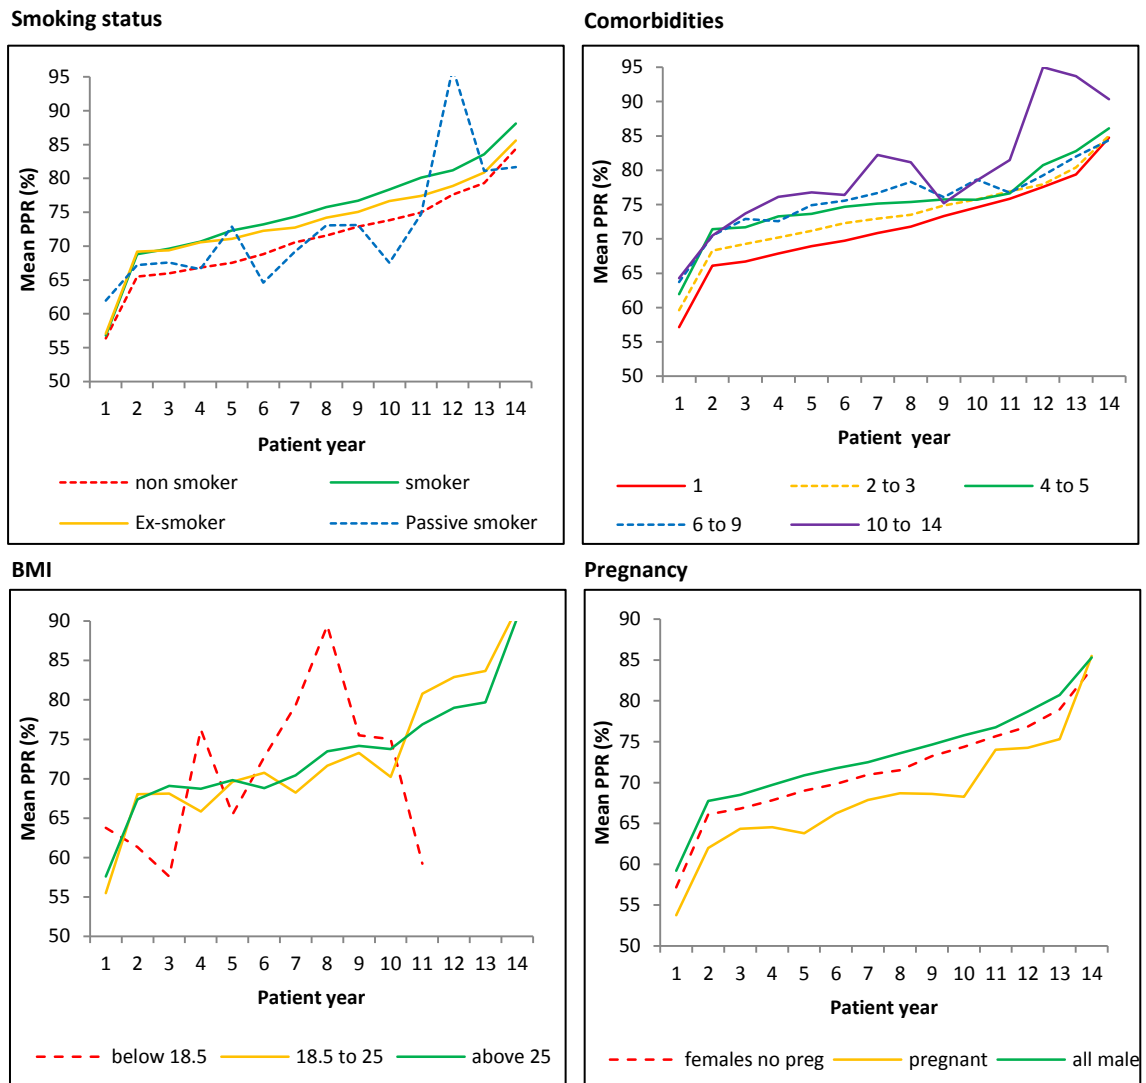 Smoking status
Mean PPR (%)
95
90
85
80
75
70
65
60
55
50
1 2 3 4 5 6 7 8 9 10 11 12 13 14
Patient year
non smoker smoker
Ex-smoker Passive smoker
Comorbidities
Mean PPR (%)
95
90
85
80
75
70
65
60
55
50
1 2 3 4 5 6 7 8 9 10 11 12 13 14
Patient year
1 2 to 3 4 to 5
6 to 9 10 to 14
BMI
Mean PPR (%)
90
85
80
75
70
65
60
55
50
1 2 3 4 5 6 7 8 9 10 11 12 13 14
Patient year
below 18.5 18.5 to 25 above 25
Pregnancy
Mean PPR (%)
90
85
80
75
70
65
60
55
50
1 2 3 4 5 6 7 8 9 10 11 12 13 14
Patient year
females no preg pregnant all male